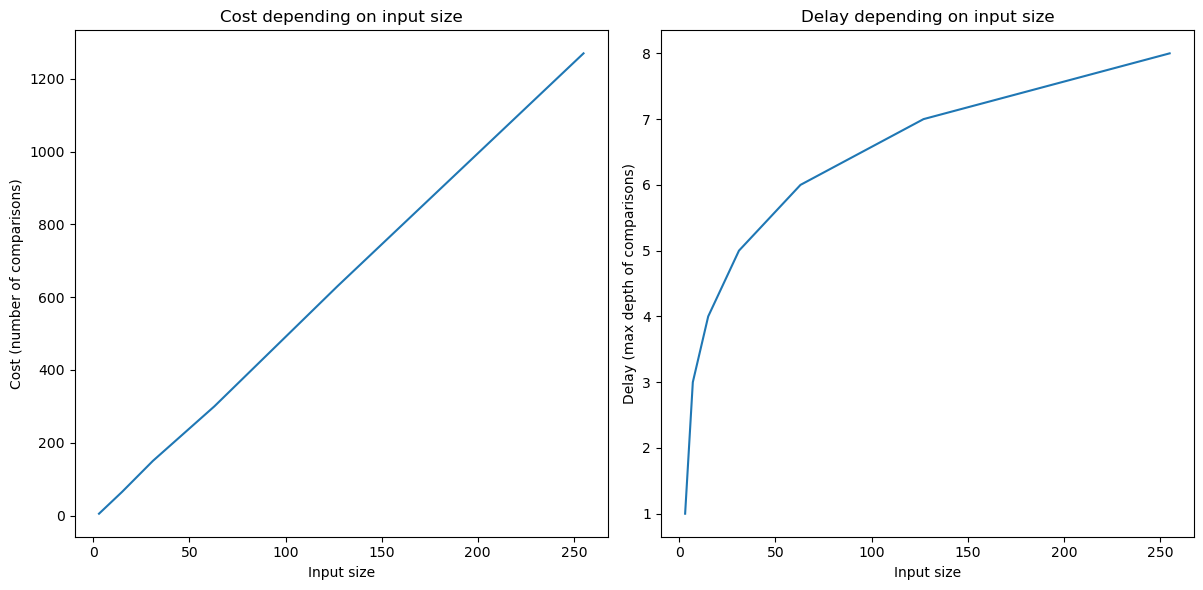 Cost depending on input size
Cost (number of comparisons)
1200
1000
800
600
400
200
0
0 50 100 150 200 250
Input size
Delay depending on input size
Delay (max depth of comparisons)
8
7
6
5
4
3
2
1
0 50 100 150 200 250
Input size